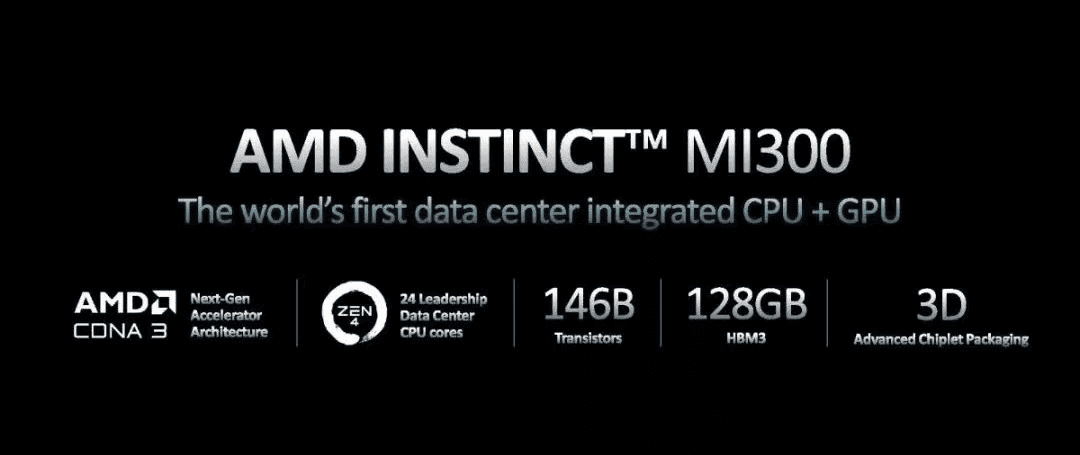 AMD INSTINCT™ MI300
The world's first data center integrated CPU + GPU
AMD
CDNA 3
Next-Gen
Accelerator
Architecture
ZEN
4
24 Leadership
Data Center
CPU cores
146B
Transistors
128GB
HBM3
3D
Advanced Chiplet Packaging